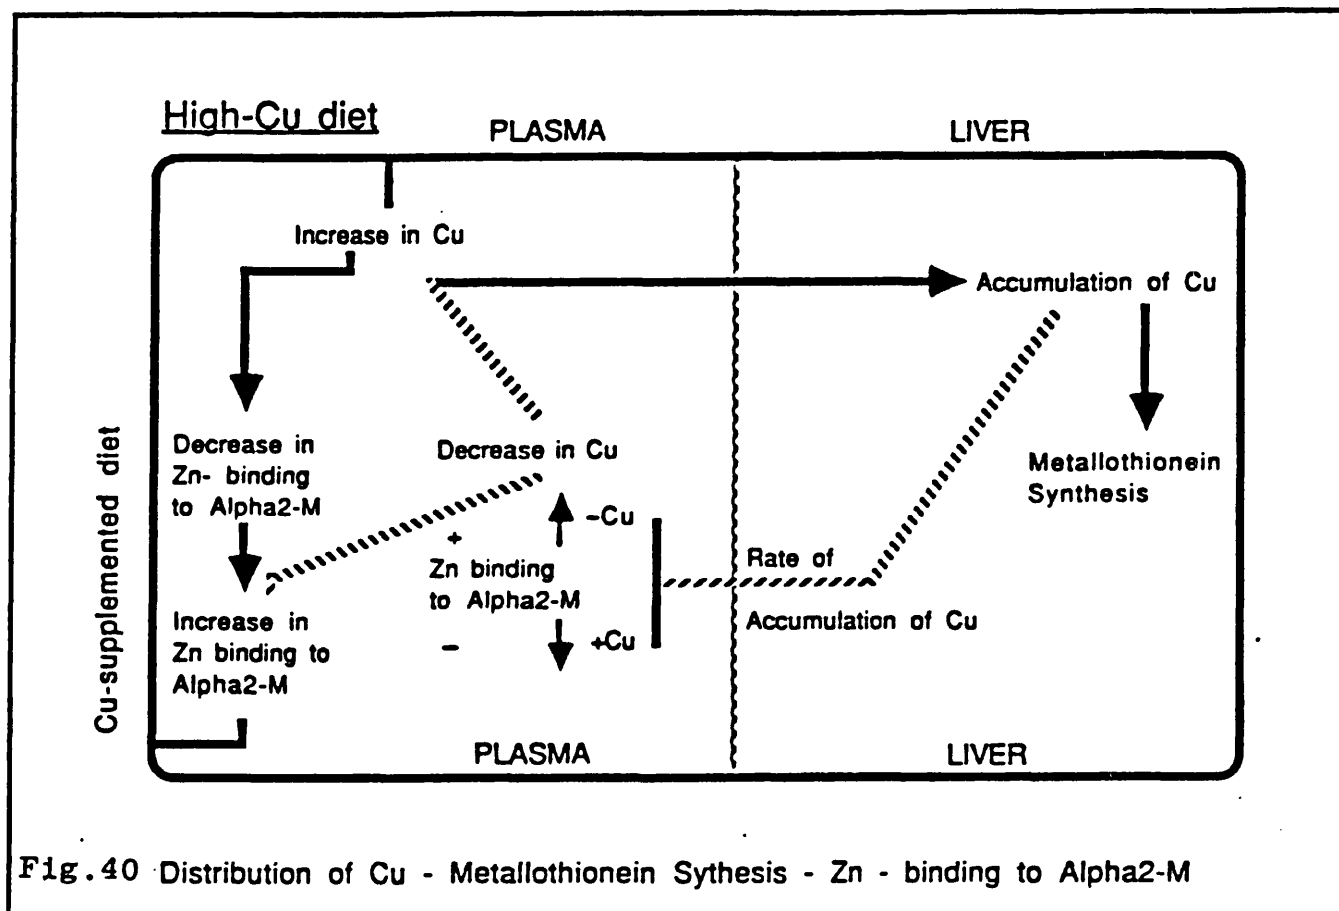 High-Cu diet
PLASMA
LIVER
Increase in Cu
Accumulation of Cu
Decrease in
Zn- binding
to Alpha2-M
Decrease in Cu
Metallothionein
Synthesis
Cu-supplemented diet
-Cu
+
Zn binding
to Alpha2-M
-
+Cu
Rate of
Accumulation of Cu
Increase in
Zn binding to
Alpha2-M
PLASMA
LIVER
Fig.40 Distribution of Cu - Metallothionein Sythesis - Zn - binding to Alpha2-M